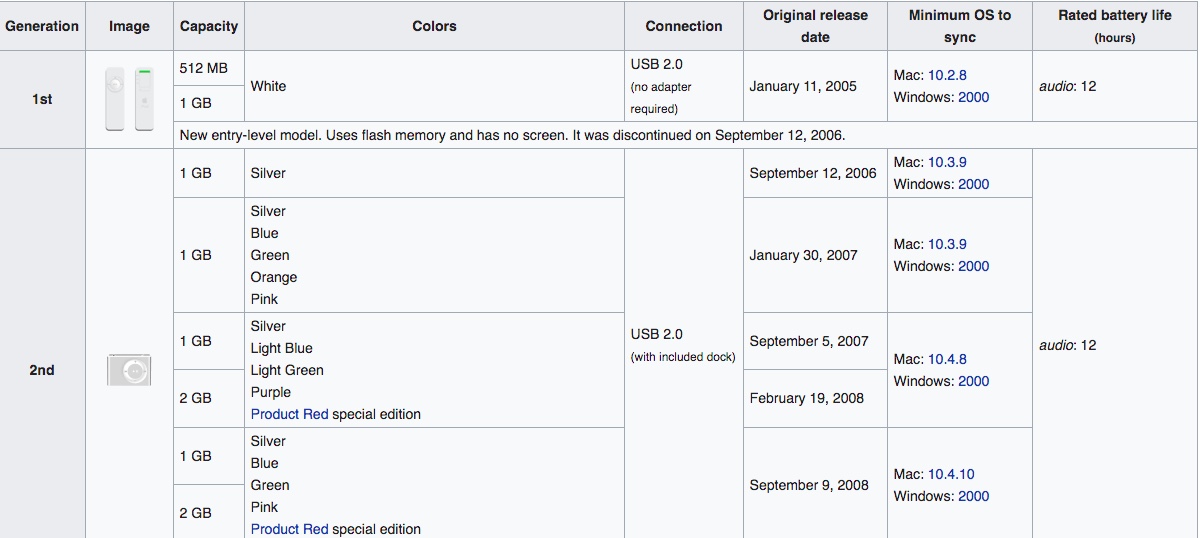 Generation Image Capacity Colors Connection Original release date Minimum OS to sync Rated battery life (hours)
1st
512 MB
1 GB
White
USB 2.0
(no adapter
required)
January 11, 2005
Mac: 10.2.8
Windows: 2000
audio: 12
New entry-level model. Uses flash memory and has no screen. It was discontinued on September 12, 2006.
2nd
1 GB
Silver
USB 2.0
(with included dock)
September 12, 2006
Mac: 10.3.9
Windows: 2000
audio: 12
1 GB
Silver
Blue
Green
Orange
Pink
January 30, 2007
Mac: 10.3.9
Windows: 2000
1 GB
2 GB
Silver
Light Blue
Light Green
Purple
Product Red special edition
September 5, 2007
February 19, 2008
Mac: 10.4.8
Windows: 2000
1 GB
2 GB
Silver
Blue
Green
Pink
Product Red special edition
September 9, 2008
Mac: 10.4.10
Windows: 2000